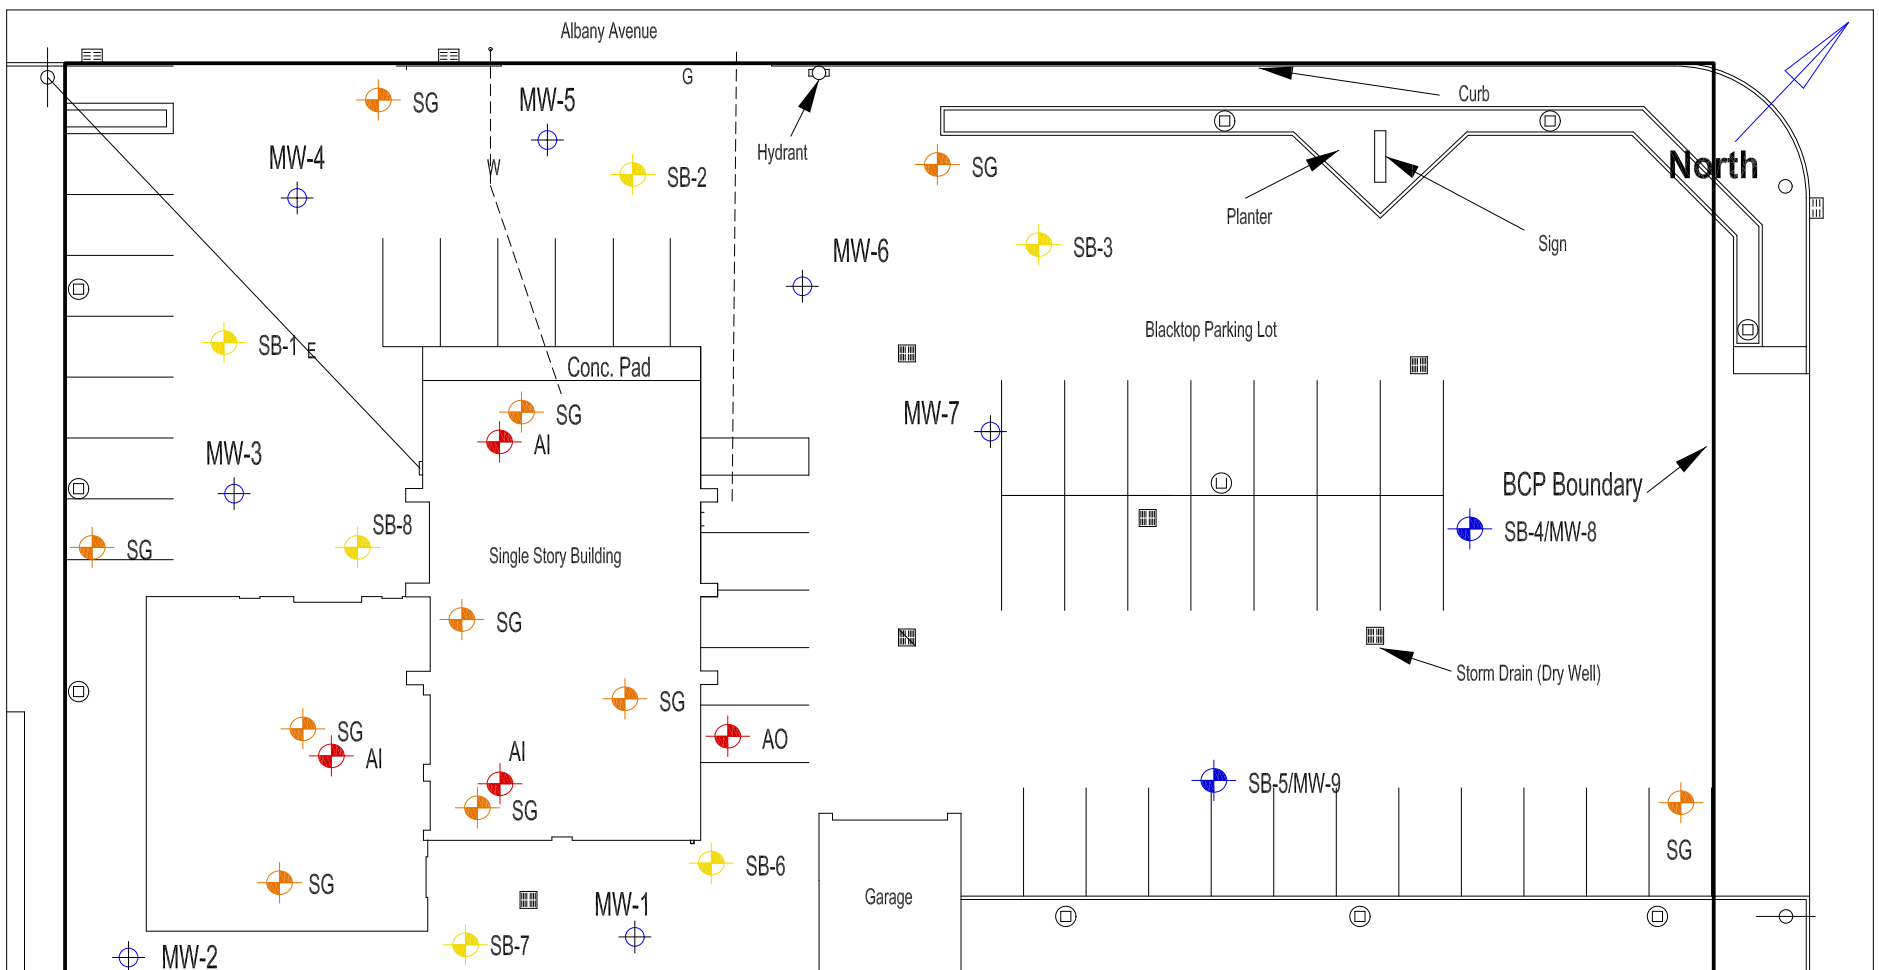 Albany Avenue
G
SG
MW-5
Curb
Hydrant
MW-4
W
SB-2
SG
North
Planter
Sign
SB-3
MW-6
Blacktop Parking Lot
SB-1
E
Conc. Pad
SG
AI
MW-7
MW-3
BCP Boundary
SB-8
SB-4/MW-8
SG
Single Story Building
SG
Storm Drain (Dry Well)
SG
SG
AO
AI
AI
SB-5/MW-9
SG
SG
SB-6
SG
Garage
MW-1
SB-7
MW-2